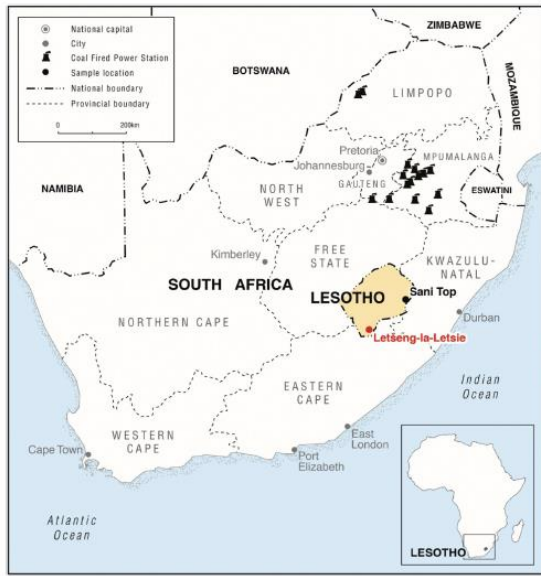 National capital
City
Coal Fired Power Station
Sample location
National boundary
Provincial boundary
0
200km
ZIMBABWE
BOTSWANA
LIMPOPO
MOZAMBIQUE
Pretoria
MPUMALANGA
Johannesburg
GAUTENG
NAMIBIA
NORTH
WEST
ESWATINI
FREE
STATE
KWAZULU-
NATAL
Kimberley
SOUTH AFRICA
LESOTHO
Sani Top
NORTHERN CAPE
Durban
Letšeng-la-Letsie
EASTERN
CAPE
Indian
Ocean
WESTERN
CAPE
East
London
Cape Town
Port
Elizabeth
Atlantic
Ocean
LESOTHO